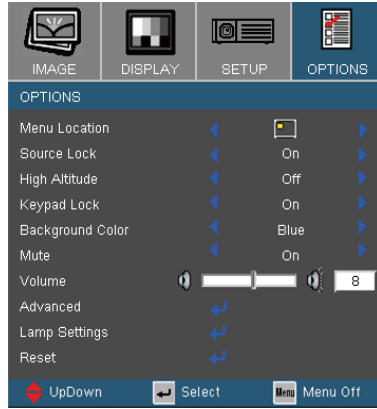 IMAGE DISPLAY SETUP OPTIONS
OPTIONS
Menu Location
Source Lock On
High Altitude Off
Keypad Lock On
Background Color Blue
Mute On
Volume 8
Advanced
Lamp Settings
Reset
UpDown Select Menu Menu Off